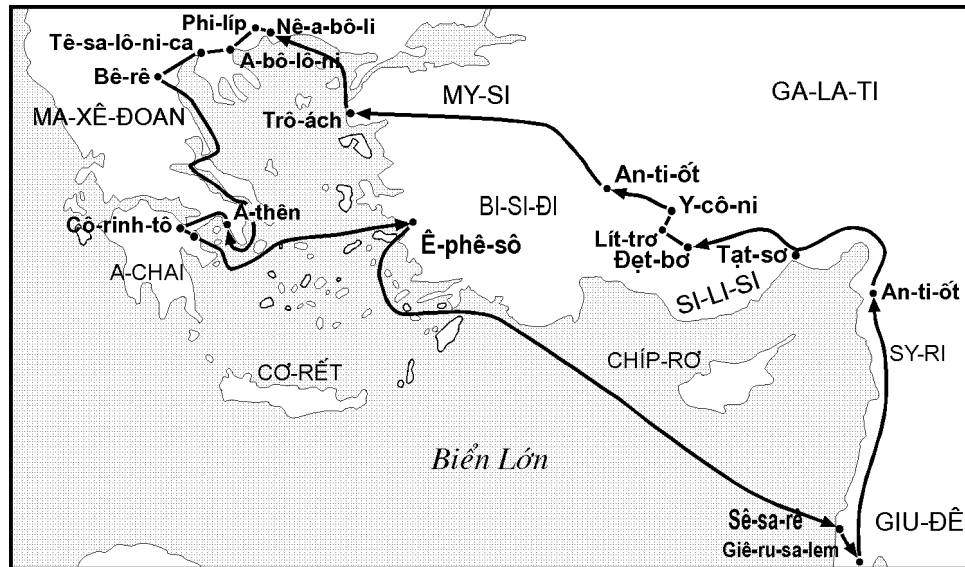 Phi-líp
Nê-a-bô-li
Tê-sa-lô-ni-ca
A-bô-lô-ni
Bê-rê
MY-SI
GA-LA-TI
MA-XÊ-ĐOAN
Trô-ách
An-ti-ốt
BI-SI-ĐI
Y-cô-ni
A-thên
Cô-rinh-tô
Lít-trơ
Ê-phê-sô
Đẹt-bơ
Tạt-sơ
A-CHAI
SI-LI-SI
An-ti-ốt
SY-RI
CHÍP-RƠ
CƠ-RẾT
Biển Lớn
Sê-sa-rê
GIU-ĐÊ
Giê-ru-sa-lem